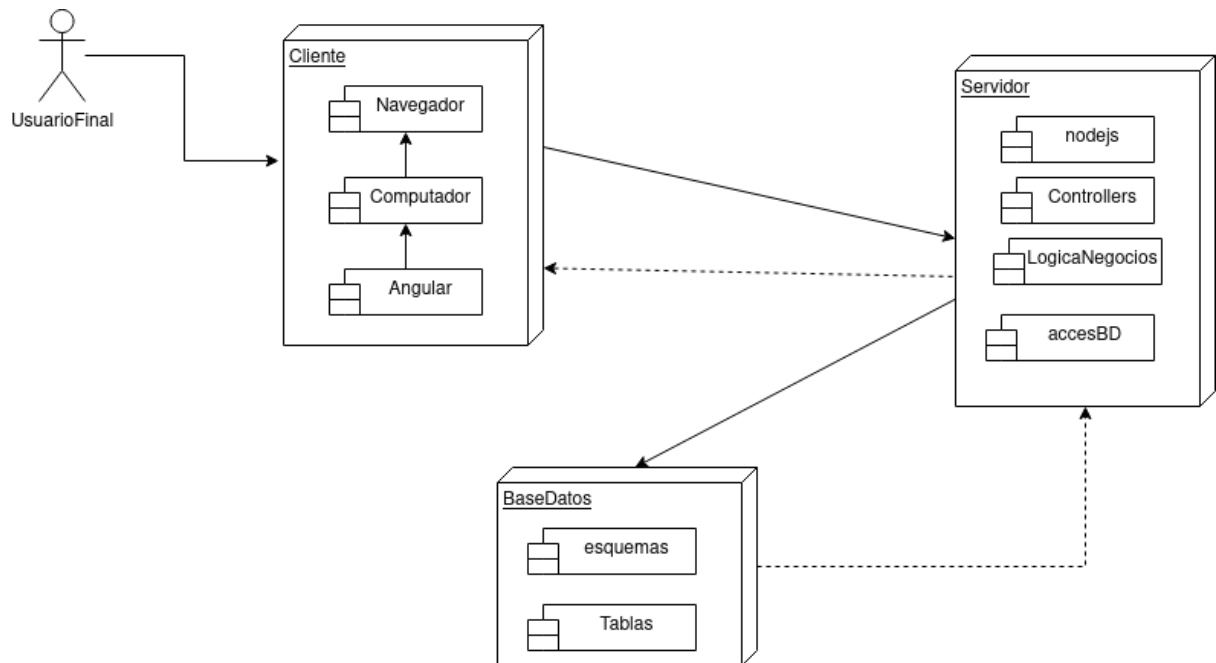 UsuarioFinal
Cliente
Navegador
Computador
Angular
Servidor
nodejs
Controllers
LogicaNegocios
accesBD
BaseDatos
esquemas
Tablas